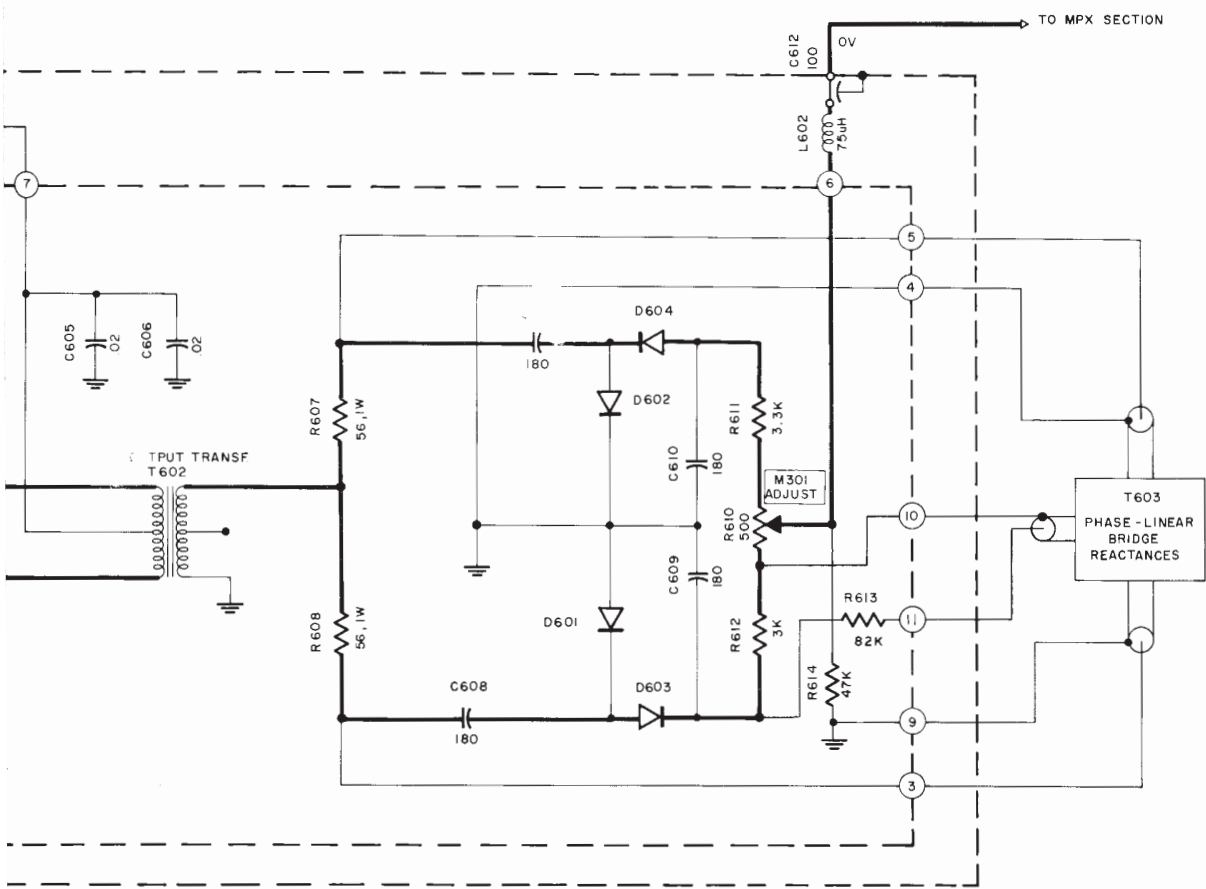 TO MPX SECTION
C612
100
0V
L602
75uH
7
6
5
4
C605
.02
C606
.02
D604
180
D602
R607
56,1W
R611
3.3K
C610
180
TPUT TRANSF
T602
M301
ADJUST
R610
500
10
T603
PHASE-LINEAR
BRIDGE
REACTANCES
C609
180
R608
56,1W
D601
R612
3K
R613
82K
11
C608
180
D603
R614
47K
9
3